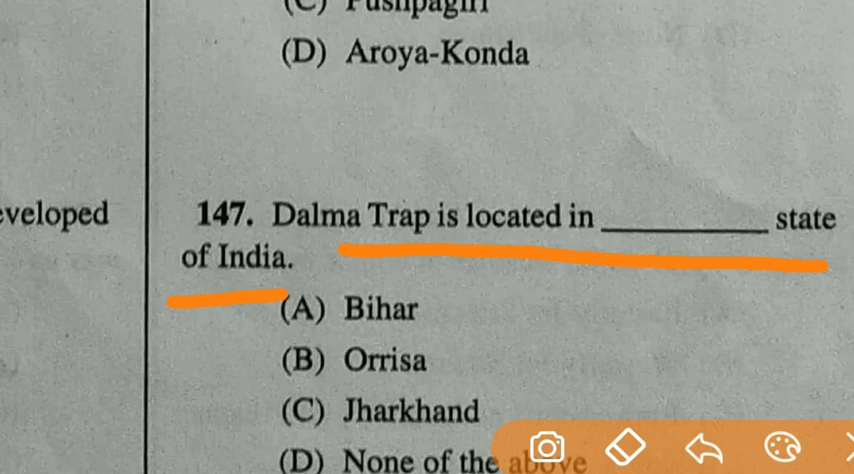 (C) Pushpagiri
(D) Aroya-Konda
eveloped
147. Dalma Trap is located in __________ state
of India.
(A) Bihar
(B) Orrisa
(C) Jharkhand
(D) None of the above